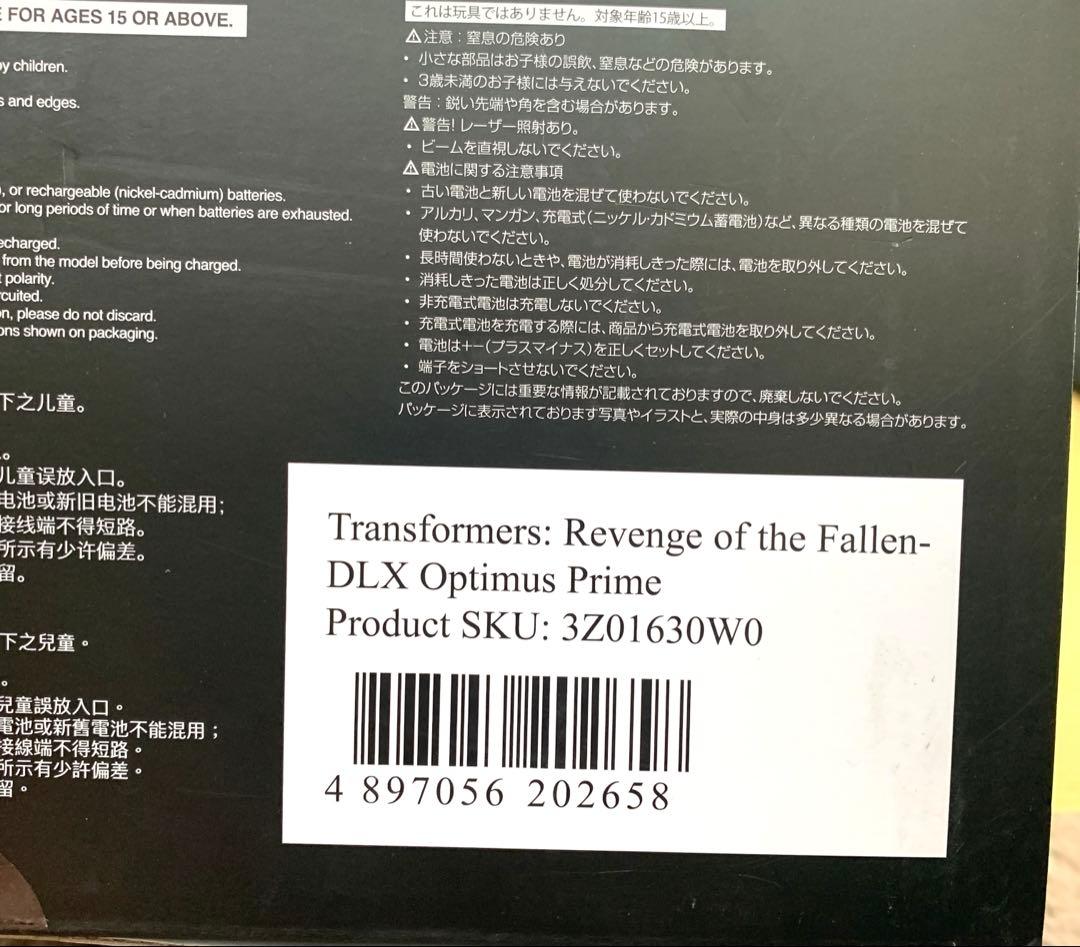 FOR AGES 15 OR ABOVE.
by children.
s and edges.
, or rechargeable (nickel-cadmium) batteries.
or long periods of time or when batteries are exhausted.
echarged.
from the model before being charged.
t polarity.
rcuited.
n, please do not discard.
ons shown on packaging.
下之儿童。
。
儿童误放入口。
电池或新旧电池不能混用;
接线端不得短路。
所示有少许偏差。
留。
下之兒童。
。
兒童誤放入口。
電池或新舊電池不能混用;
接線端不得短路。
所示有少許偏差。
留。
これは玩具ではありません。対象年齢15歳以上。
⚠注意:窒息の危険あり
・ 小さな部品はお子様の誤飲、窒息などの危険があります。
・ 3歳未満のお子様には与えないでください。
警告:鋭い先端や角を含む場合があります。
⚠警告! レーザー照射あり。
・ ビームを直視しないでください。
⚠電池に関する注意事項
・ 古い電池と新しい電池を混ぜて使わないでください。
・ アルカリ、マンガン、充電式(ニッケル・カドミウム蓄電池)など、異なる種類の電池を混ぜて
使わないでください。
・ 長時間使わないときや、電池が消耗しきった際には、電池を取り外してください。
・ 消耗しきった電池は正しく処分してください。
・ 非充電式電池は充電しないでください。
・ 充電式電池を充電する際には、商品から充電式電池を取り外してください。
・ 電池は+-(プラスマイナス)を正しくセットしてください。
・ 端子をショートさせないでください。
このパッケージには重要な情報が記載されておりますので、廃棄しないでください。
パッケージに表示されております写真やイラストと、実際の中身は多少異なる場合があります。
Transformers: Revenge of the Fallen-
DLX Optimus Prime
Product SKU: 3Z01630W0
4 897056 202658